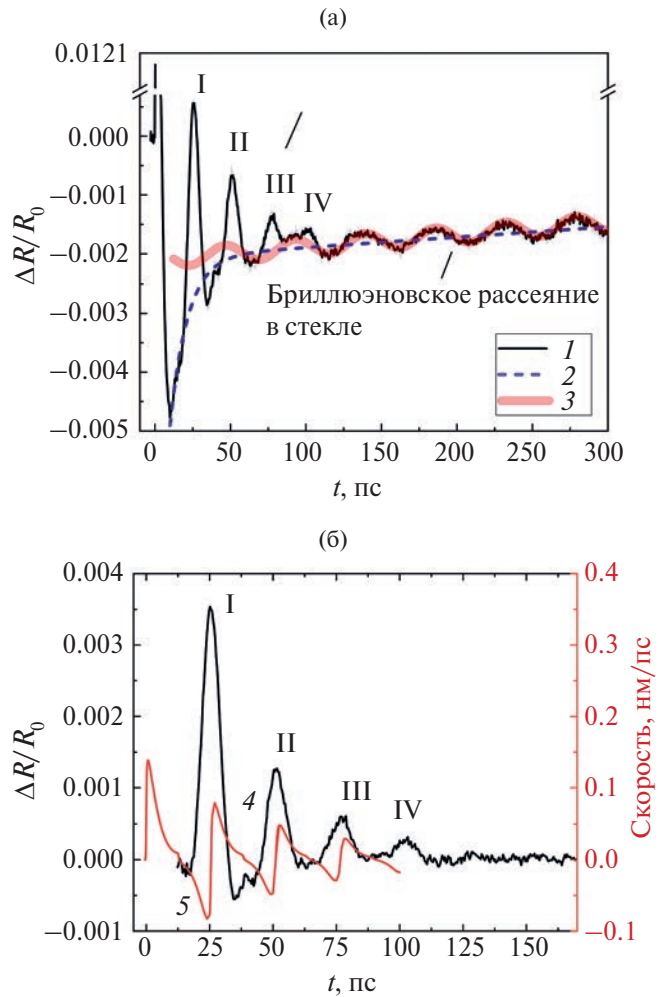 (а)
0.0121
0.000
−0.001
−0.002
−0.003
−0.004
−0.005
ΔR/R₀
I
II
III
IV
Бриллюэновское рассеяние
в стекле
1
2
3
0 50 100 150 200 250 300
t, пс
(б)
0.004
0.003
0.002
0.001
0.000
−0.001
ΔR/R₀
I
II
III
IV
4
5
0.4
0.3
0.2
0.1
0.0
−0.1
Скорость, нм/пс
0 25 50 75 100 150
t, пс